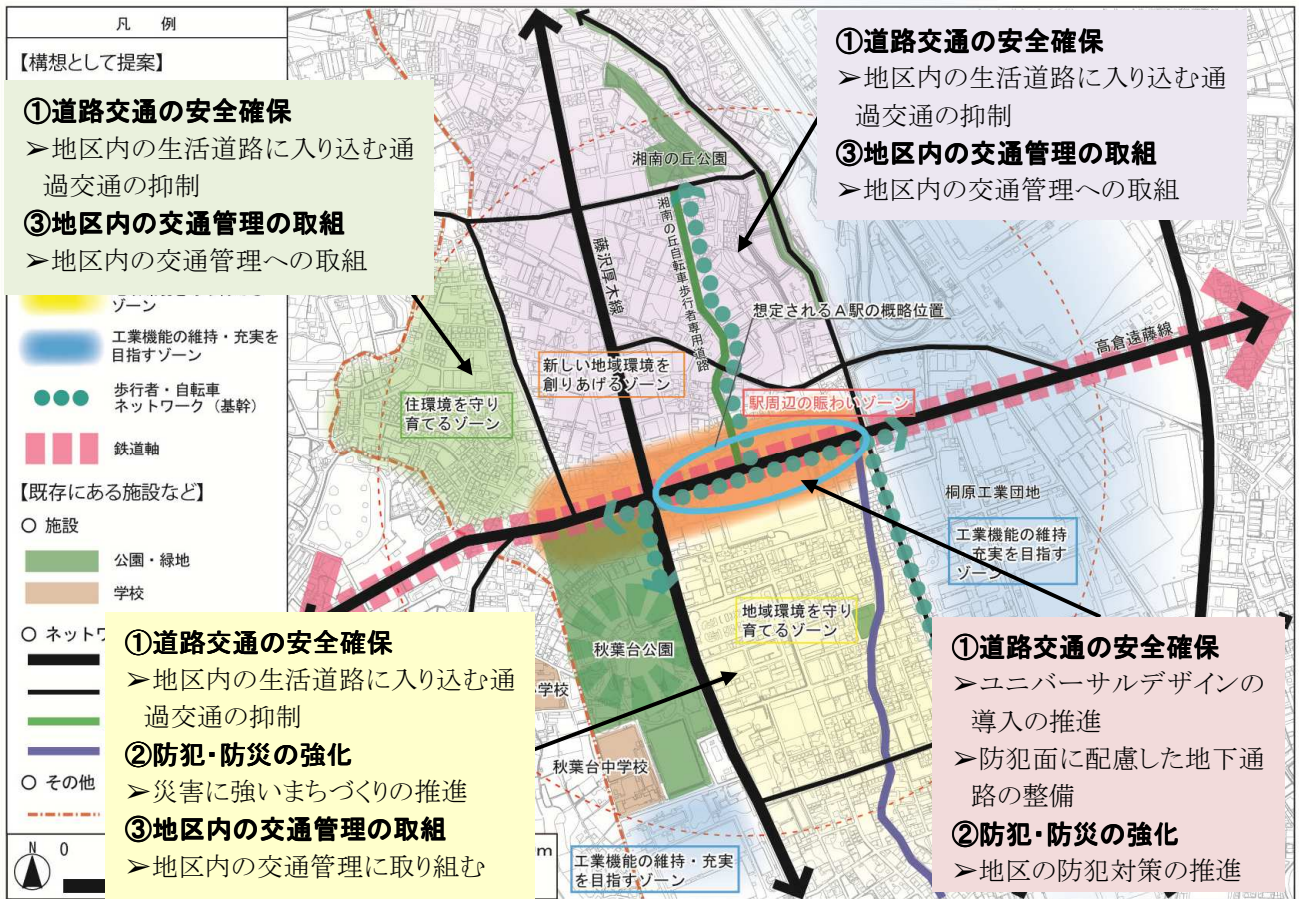 凡 例
【構想として提案】
①道路交通の安全確保
➢地区内の生活道路に入り込む通
過交通の抑制
③地区内の交通管理の取組
➢地区内の交通管理への取組
ゾーン
工業機能の維持・充実を
目指すゾーン
歩行者・自転車
ネットワーク（基幹）
鉄道軸
【既存にある施設など】
○ 施設
公園・緑地
学校
○ ネットワ
○ その他
N 0
m
①道路交通の安全確保
➢地区内の生活道路に入り込む通
過交通の抑制
③地区内の交通管理の取組
➢地区内の交通管理への取組
湘南の丘公園
湘南の丘自転車歩行者専用道路
藤沢厚木線
想定されるA駅の概略位置
高倉遠藤線
新しい地域環境を
創りあげるゾーン
駅周辺の賑わいゾーン
住環境を守り
育てるゾーン
桐原工業団地
工業機能の維持
・充実を目指す
ゾーン
地域環境を守り
育てるゾーン
秋葉台公園
学校
秋葉台中学校
工業機能の維持・充実
を目指すゾーン
①道路交通の安全確保
➢地区内の生活道路に入り込む通
過交通の抑制
②防犯・防災の強化
➢災害に強いまちづくりの推進
③地区内の交通管理の取組
➢地区内の交通管理に取り組む
①道路交通の安全確保
➢ユニバーサルデザインの
導入の推進
➢防犯面に配慮した地下通
路の整備
②防犯・防災の強化
➢地区の防犯対策の推進